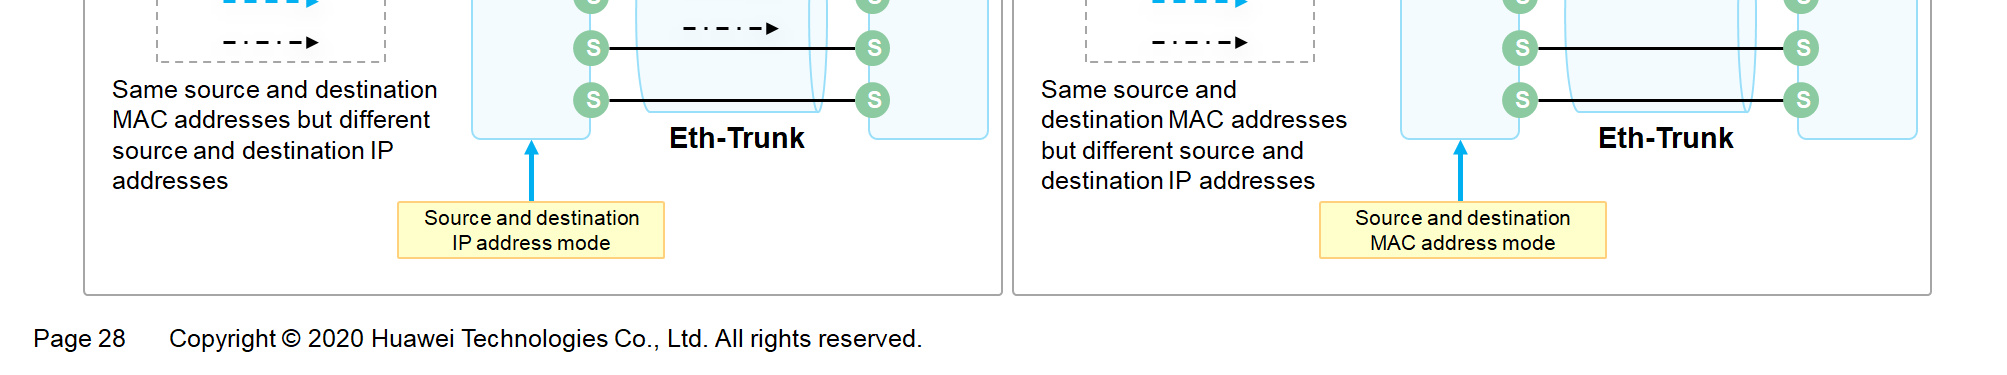 S S
S S
S S
Same source and destination
MAC addresses but different
source and destination IP
addresses
Eth-Trunk
Source and destination
IP address mode
S S
S S
S S
Same source and
destination MAC addresses
but different source and
destination IP addresses
Eth-Trunk
Source and destination
MAC address mode
Page 28 Copyright © 2020 Huawei Technologies Co., Ltd. All rights reserved.